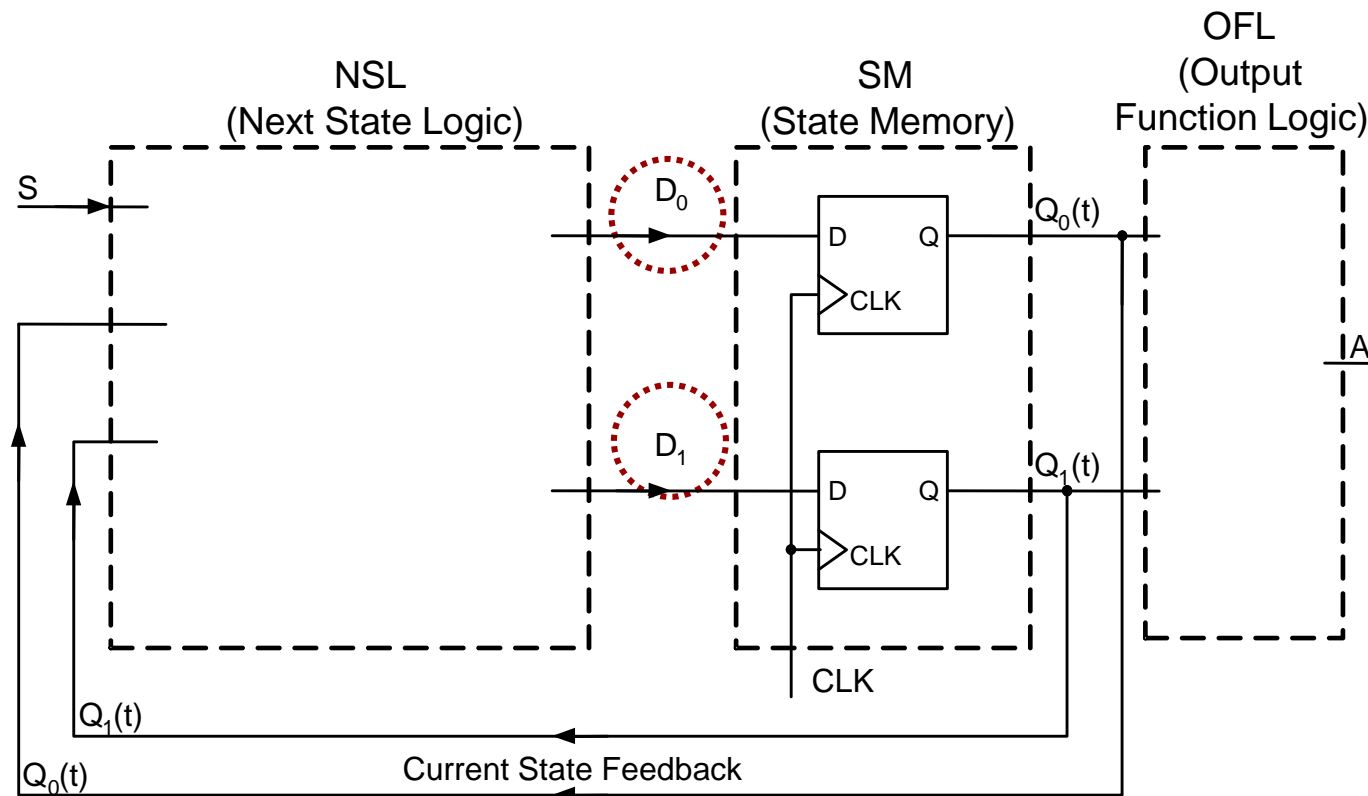 NSL
(Next State Logic)
SM
(State Memory)
OFL
(Output
Function Logic)
S
D₀
D
Q
CLK
Q₀(t)
A
D₁
D
Q
CLK
Q₁(t)
CLK
Q₁(t)
Q₀(t)
Current State Feedback